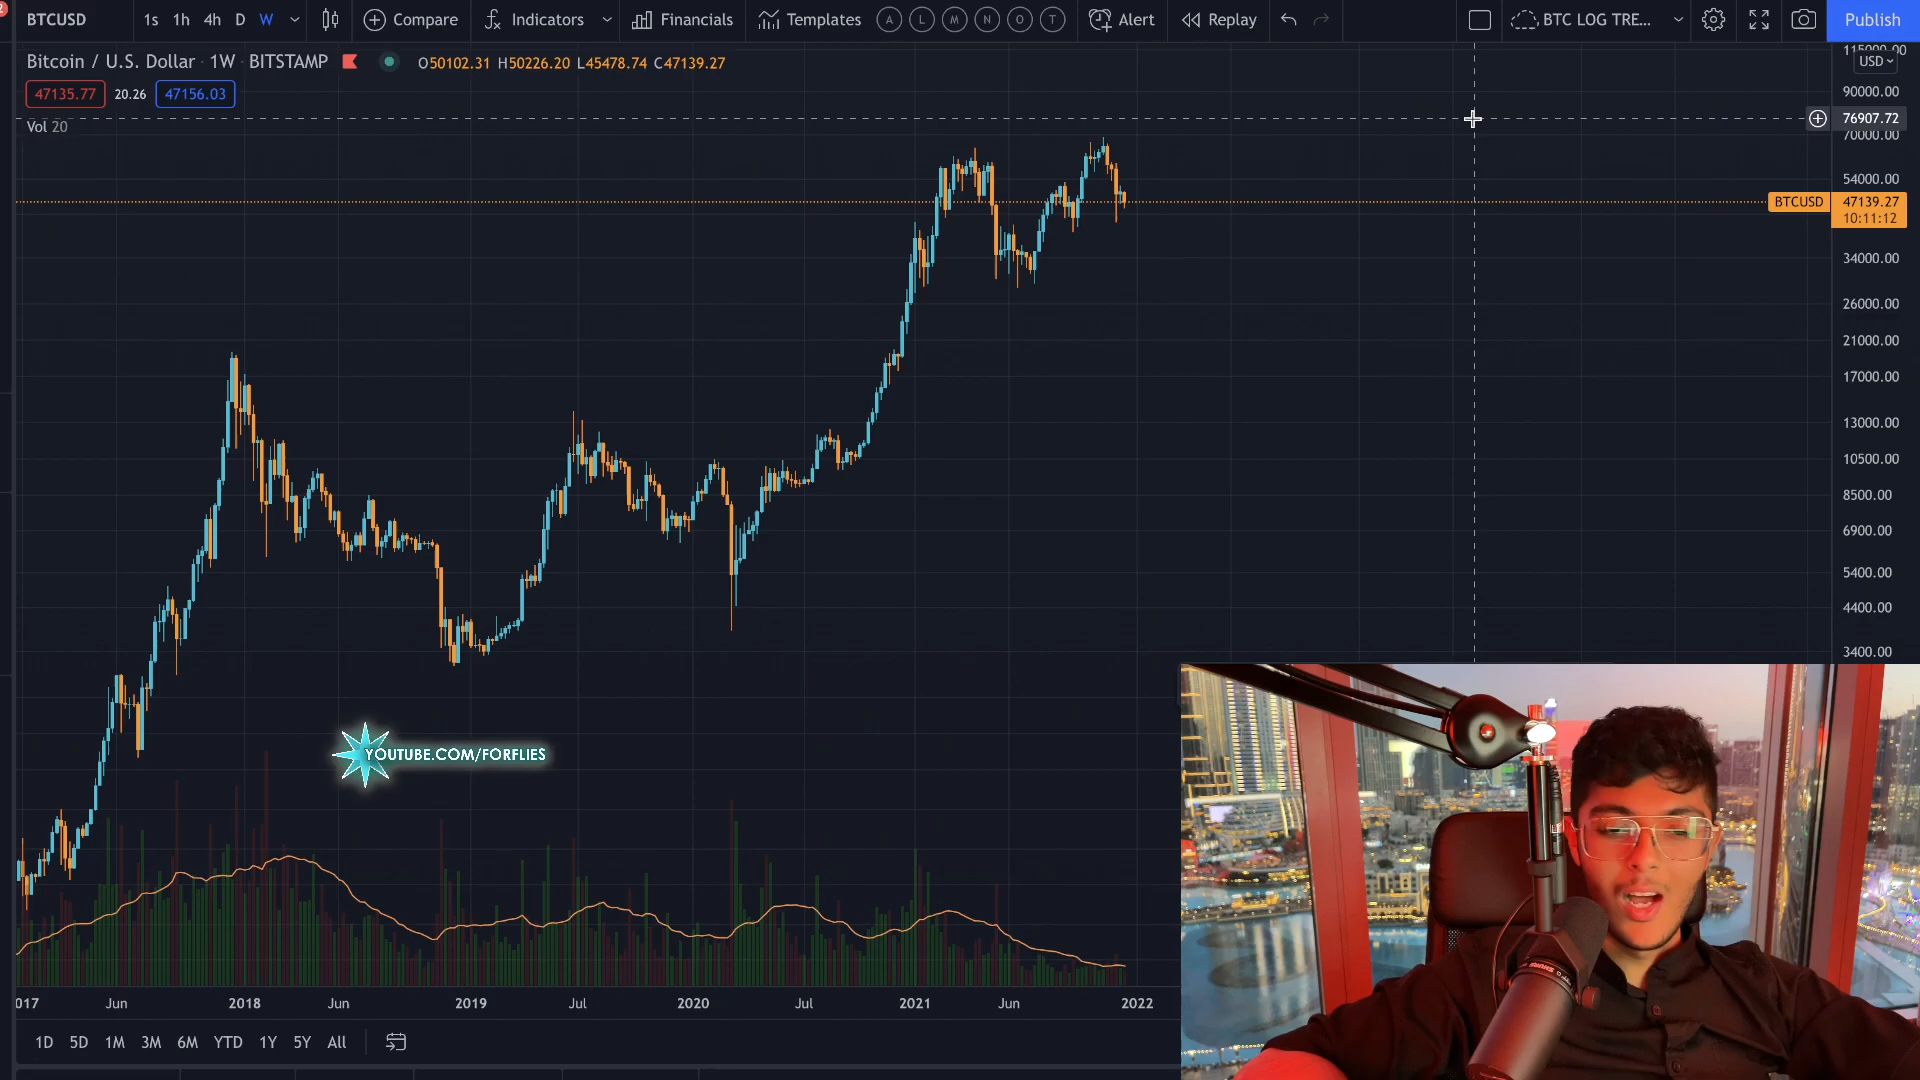 BTCUSD 1s 1h 4h D W Compare Indicators Financials Templates A L M N O T Alert Replay BTC LOG TRE... Publish
Bitcoin / U.S. Dollar · 1W · BITSTAMP O50102.31 H50226.20 L45478.74 C47139.27
47135.77 20.26 47156.03
Vol 20
115000.00
USD
90000.00
76907.72
70000.00
54000.00
BTCUSD 47139.27
10:11:12
34000.00
26000.00
21000.00
17000.00
13000.00
10500.00
8500.00
6900.00
5400.00
4400.00
3400.00
YOUTUBE.COM/FORFLIES
017 Jun 2018 Jun 2019 Jul 2020 Jul 2021 Jun 2022
1D 5D 1M 3M 6M YTD 1Y 5Y All